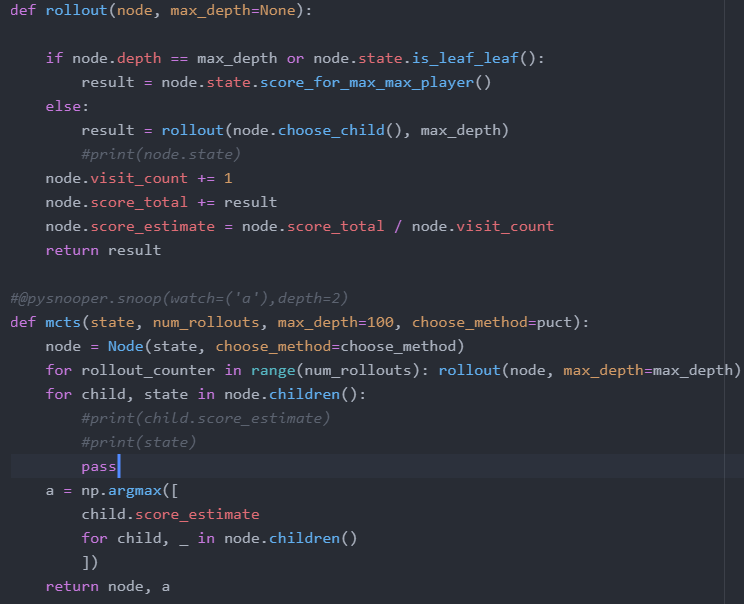 def rollout(node, max_depth=None):
    if node.depth == max_depth or node.state.is_leaf_leaf():
        result = node.state.score_for_max_max_player()
    else:
        result = rollout(node.choose_child(), max_depth)
        #print(node.state)
    node.visit_count += 1
    node.score_total += result
    node.score_estimate = node.score_total / node.visit_count
    return result
#@pysnooper.snoop(watch=('a'),depth=2)
def mcts(state, num_rollouts, max_depth=100, choose_method=puct):
    node = Node(state, choose_method=choose_method)
    for rollout_counter in range(num_rollouts): rollout(node, max_depth=max_depth)
    for child, state in node.children():
        #print(child.score_estimate)
        #print(state)
        pass
    a = np.argmax([
        child.score_estimate
        for child, _ in node.children()
        ])
    return node, a